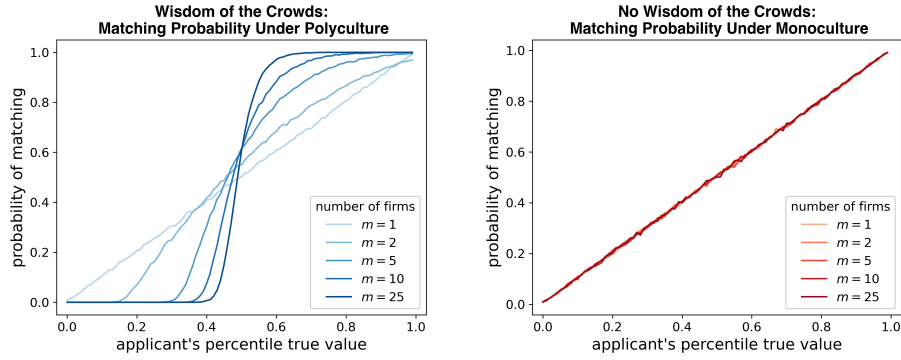 Wisdom of the Crowds:
Matching Probability Under Polyculture
probability of matching
1.0
0.8
0.6
0.4
0.2
0.0
number of firms
m = 1
m = 2
m = 5
m = 10
m = 25
0.0 0.2 0.4 0.6 0.8 1.0
applicant's percentile true value
No Wisdom of the Crowds:
Matching Probability Under Monoculture
probability of matching
1.0
0.8
0.6
0.4
0.2
0.0
number of firms
m = 1
m = 2
m = 5
m = 10
m = 25
0.0 0.2 0.4 0.6 0.8 1.0
applicant's percentile true value